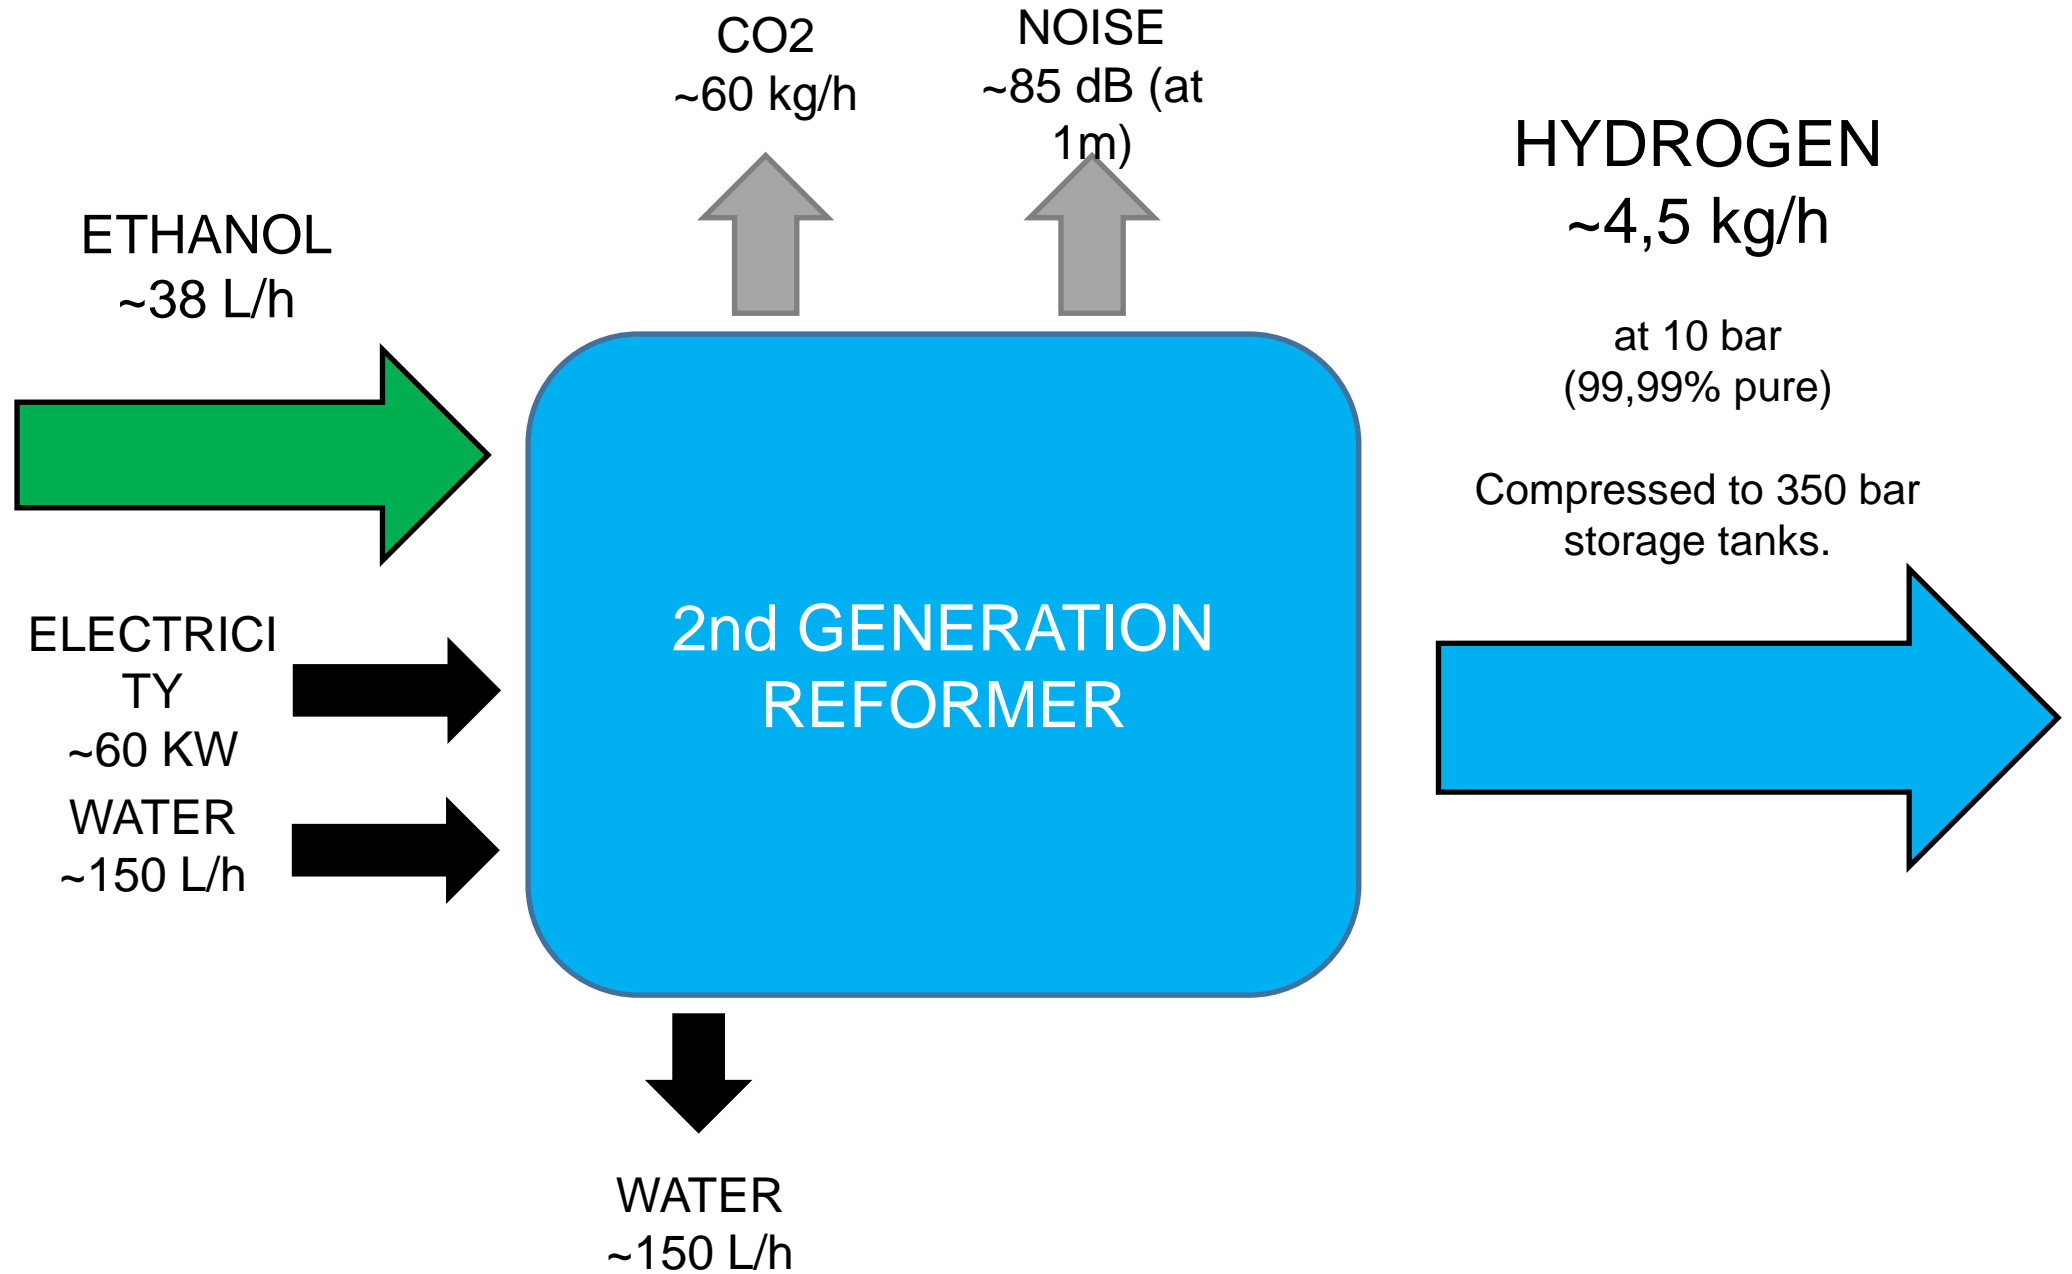 CO2
~60 kg/h
NOISE
~85 dB (at
1m)
HYDROGEN
~4,5 kg/h
at 10 bar
(99,99% pure)
Compressed to 350 bar
storage tanks.
ETHANOL
~38 L/h
ELECTRICI
TY
~60 KW
WATER
~150 L/h
2nd GENERATION
REFORMER
WATER
~150 L/h